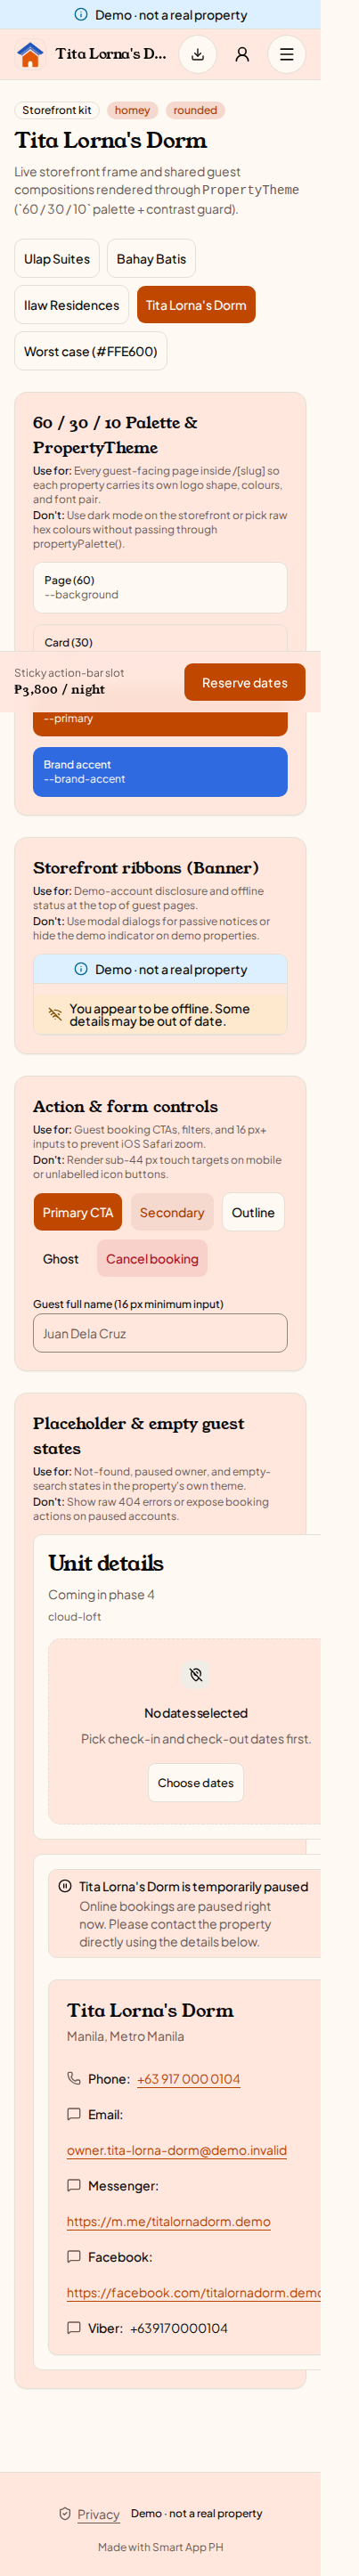 Demo · not a real property
Tita Lorna's D...
Storefront kit
homey
rounded
Tita Lorna's Dorm
Live storefront frame and shared guest
compositions rendered through PropertyTheme
(`60 / 30 / 10` palette + contrast guard).
Ulap Suites
Bahay Batis
Ilaw Residences
Tita Lorna's Dorm
Worst case (#FFE600)
60 / 30 / 10 Palette &
PropertyTheme
Use for: Every guest-facing page inside /[slug] so
each property carries its own logo shape, colours,
and font pair.
Don't: Use dark mode on the storefront or pick raw
hex colours without passing through
propertyPalette().
Page (60)
--background
Card (30)
Sticky action-bar slot
₱3,800 / night
Reserve dates
--primary
Brand accent
--brand-accent
Storefront ribbons (Banner)
Use for: Demo-account disclosure and offline
status at the top of guest pages.
Don't: Use modal dialogs for passive notices or
hide the demo indicator on demo properties.
Demo · not a real property
You appear to be offline. Some
details may be out of date.
Action & form controls
Use for: Guest booking CTAs, filters, and 16 px+
inputs to prevent iOS Safari zoom.
Don't: Render sub-44 px touch targets on mobile
or unlabelled icon buttons.
Primary CTA
Secondary
Outline
Ghost
Cancel booking
Guest full name (16 px minimum input)
Juan Dela Cruz
Placeholder & empty guest
states
Use for: Not-found, paused owner, and empty-
search states in the property's own theme.
Don't: Show raw 404 errors or expose booking
actions on paused accounts.
Unit details
Coming in phase 4
cloud-loft
No dates selected
Pick check-in and check-out dates first.
Choose dates
Tita Lorna's Dorm is temporarily paused
Online bookings are paused right
now. Please contact the property
directly using the details below.
Tita Lorna's Dorm
Manila, Metro Manila
Phone: +63 917 000 0104
Email:
owner.tita-lorna-dorm@demo.invalid
Messenger:
https://m.me/titalornadorm.demo
Facebook:
https://facebook.com/titalornadorm.demo
Viber: +639170000104
Privacy
Demo · not a real property
Made with Smart App PH